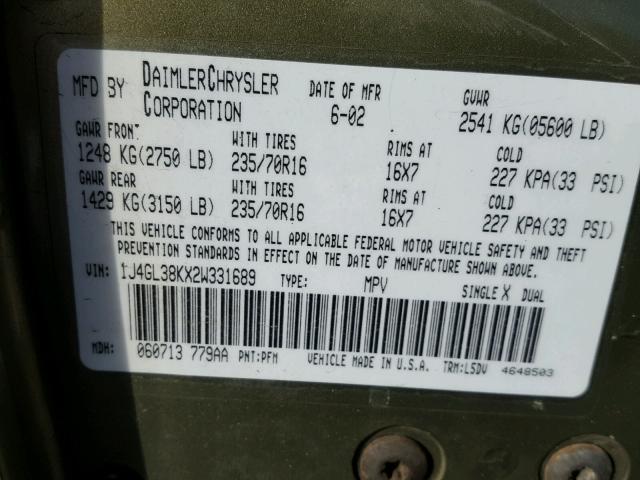 MFD BY DAIMLERCHRYSLER CORPORATION DATE OF MFR 6-02 GVWR 2541 KG(05600 LB)
GAWR FRONT WITH TIRES RIMS AT COLD
1248 KG(2750 LB) 235/70R16 16X7 227 KPA(33 PSI)
GAWR REAR WITH TIRES RIMS AT COLD
1429 KG(3150 LB) 235/70R16 16X7 227 KPA(33 PSI)
THIS VEHICLE CONFORMS TO ALL APPLICABLE FEDERAL MOTOR VEHICLE SAFETY AND THEFT
PREVENTION STANDARDS IN EFFECT ON THE DATE OF MANUFACTURE SHOWN ABOVE.
VIN: 1J4GL38KX2W331689 TYPE: MPV SINGLE X DUAL
MDH: 060713 779AA PNT:PFM VEHICLE MADE IN U.S.A. TRM:L5DV 4648503